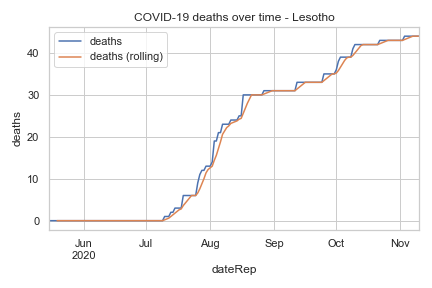 COVID-19 deaths over time - Lesotho
deaths
deaths (rolling)
40
30
20
10
0
deaths
Jun
2020
Jul
Aug
Sep
Oct
Nov
dateRep